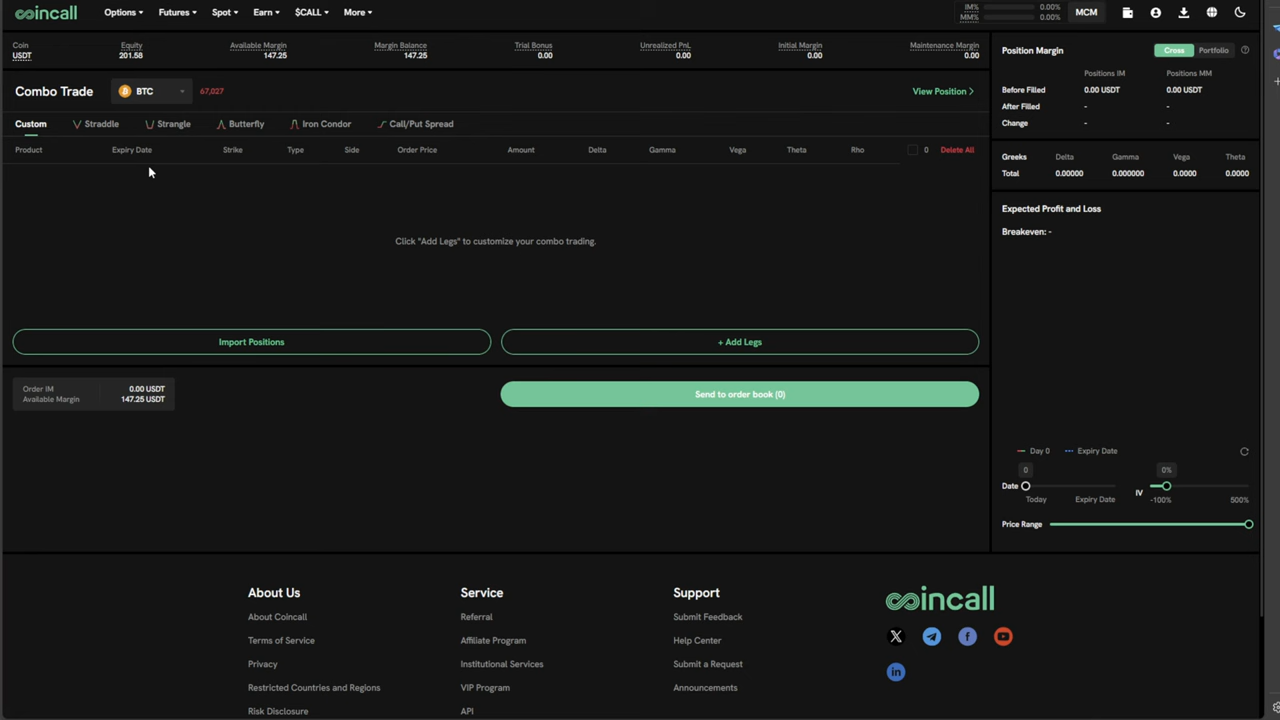 coincall Options Futures Spot Earn $CALL More IM% 0.00% MCM
MM% 0.00%
Coin Equity Available Margin Margin Balance Trial Bonus Unrealized PnL Initial Margin Maintenance Margin
USDT 201.58 147.25 147.25 0.00 0.00 0.00 0.00
Combo Trade BTC 67,027 View Position
Custom Straddle Strangle Butterfly Iron Condor Call/Put Spread
Product Expiry Date Strike Type Side Order Price Amount Delta Gamma Vega Theta Rho 0 Delete All
Click "Add Legs" to customize your combo trading.
Import Positions + Add Legs
Order IM 0.00 USDT
Available Margin 147.25 USDT
Send to order book (0)
Position Margin Cross Portfolio
Positions IM Positions MM
Before Filled 0.00 USDT 0.00 USDT
After Filled - -
Change - -
Greeks Delta Gamma Vega Theta
Total 0.00000 0.000000 0.0000 0.0000
Expected Profit and Loss
Breakeven: -
Day 0 Expiry Date
0 0%
Date IV
Today Expiry Date -100% 500%
Price Range
About Us Service Support coincall
About Coincall Referral Submit Feedback
Terms of Service Affiliate Program Help Center
Privacy Institutional Services Submit a Request
Restricted Countries and Regions VIP Program Announcements
Risk Disclosure API